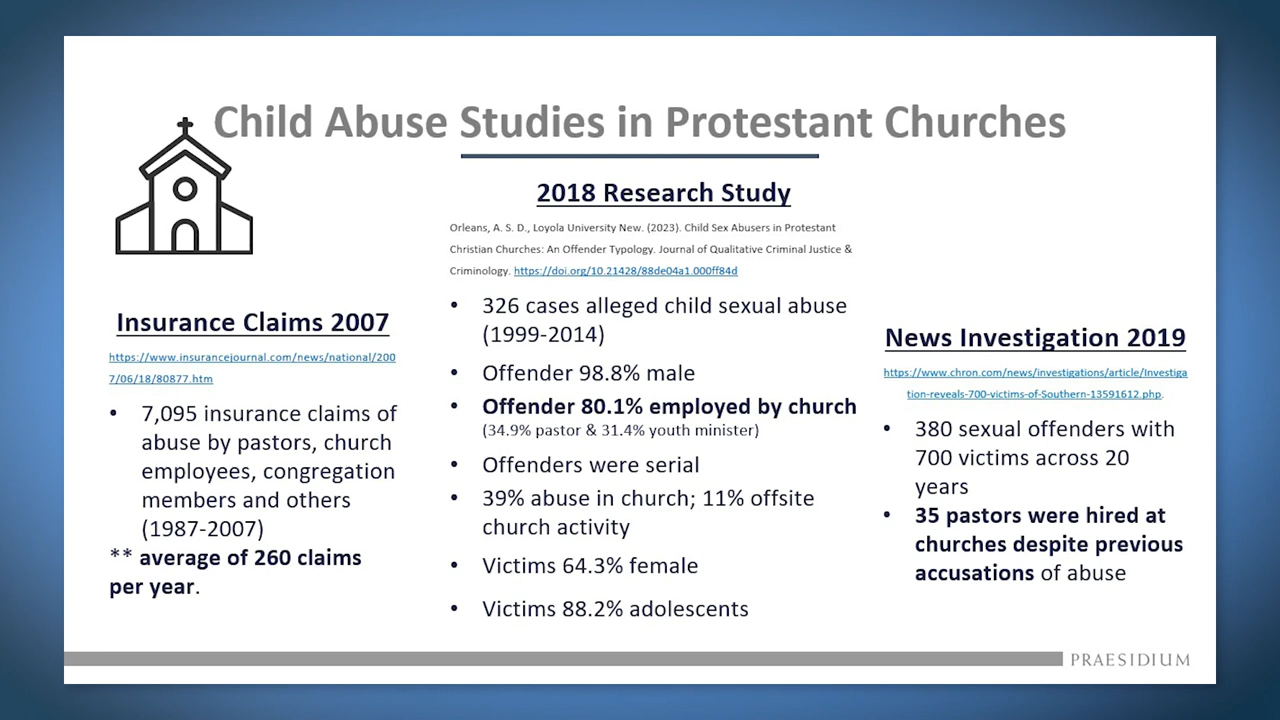 Child Abuse Studies in Protestant Churches
Insurance Claims 2007
https://www.insurancejournal.com/news/national/200
7/06/18/80877.htm
• 7,095 insurance claims of
abuse by pastors, church
employees, congregation
members and others
(1987-2007)
** average of 260 claims
per year.
2018 Research Study
Orleans, A. S. D., Loyola University New. (2023). Child Sex Abusers in Protestant
Christian Churches: An Offender Typology. Journal of Qualitative Criminal Justice &
Criminology. https://doi.org/10.21428/88de04a1.000ff84d
• 326 cases alleged child sexual abuse
(1999-2014)
• Offender 98.8% male
• Offender 80.1% employed by church
(34.9% pastor & 31.4% youth minister)
• Offenders were serial
• 39% abuse in church; 11% offsite
church activity
• Victims 64.3% female
• Victims 88.2% adolescents
News Investigation 2019
https://www.chron.com/news/investigations/article/Investiga
tion-reveals-700-victims-of-Southern-13591612.php.
• 380 sexual offenders with
700 victims across 20
years
• 35 pastors were hired at
churches despite previous
accusations of abuse
PRAESIDIUM